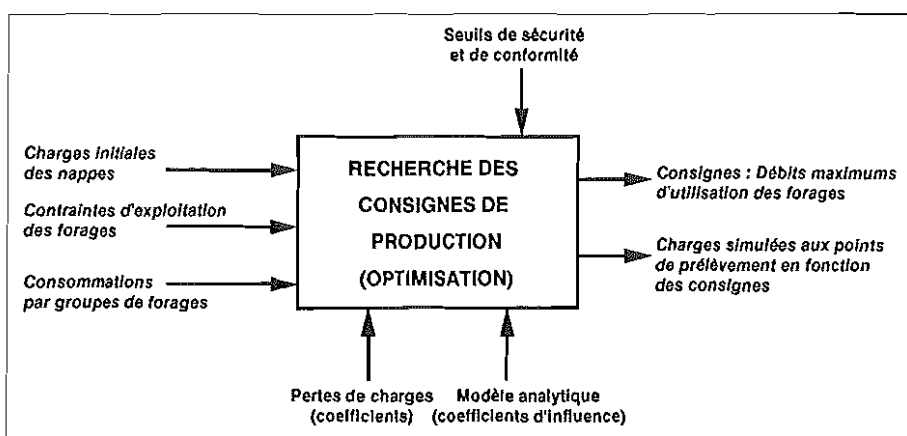 Seuils de sécurité
et de conformité
Charges initiales
des nappes
Contraintes d'exploitation
des forages
Consommations
par groupes de forages
RECHERCHE DES
CONSIGNES DE
PRODUCTION
(OPTIMISATION)
Consignes : Débits maximums
d'utilisation des forages
Charges simulées aux points
de prélèvement en fonction
des consignes
Pertes de charges
(coefficients)
Modèle analytique
(coefficients d'influence)